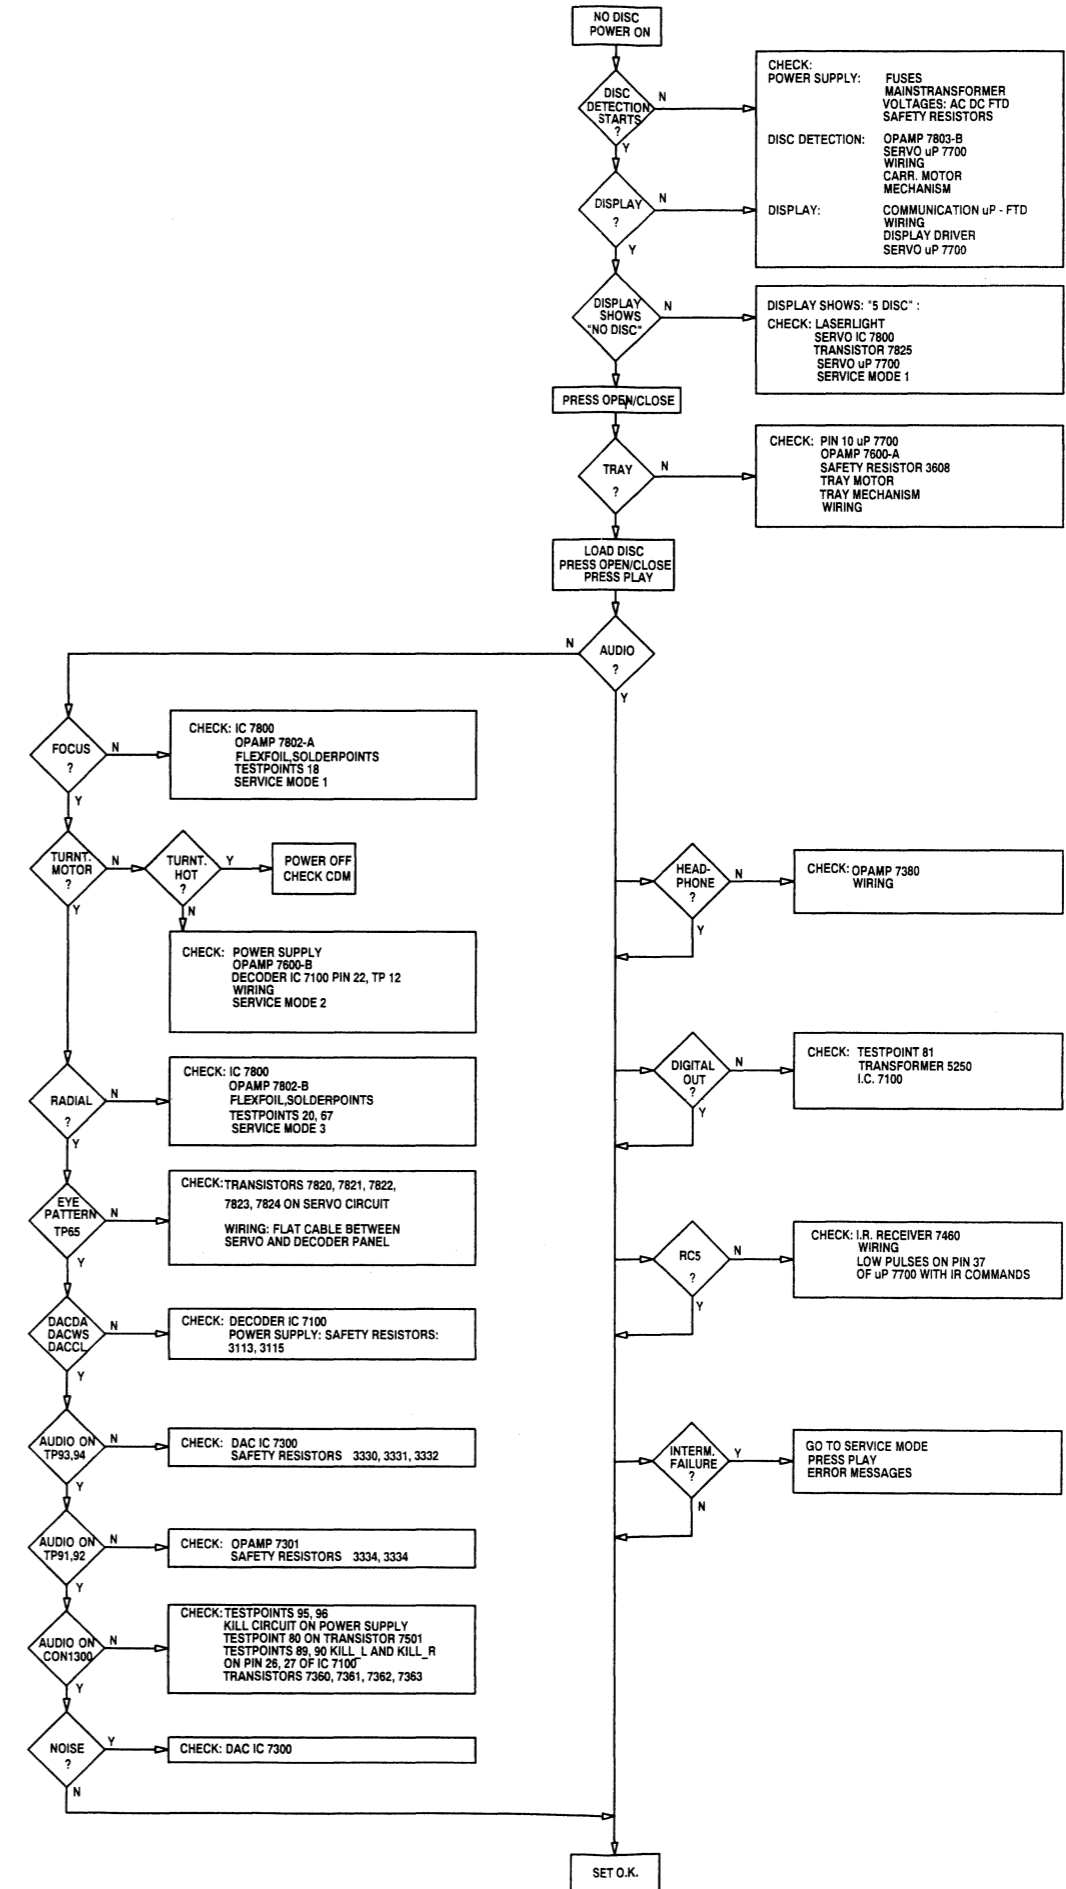 NO DISC
POWER ON
DISC
DETECTION
STARTS
?
N
Y
CHECK:
POWER SUPPLY: FUSES
MAINSTRANSFORMER
VOLTAGES: AC DC FTD
SAFETY RESISTORS
DISC DETECTION: OPAMP 7803-B
SERVO uP 7700
WIRING
CARR. MOTOR
MECHANISM
DISPLAY: COMMUNICATION uP - FTD
WIRING
DISPLAY DRIVER
SERVO uP 7700
DISPLAY
?
N
Y
DISPLAY
SHOWS
"NO DISC"
N
DISPLAY SHOWS: "5 DISC" :
CHECK: LASERLIGHT
SERVO IC 7800
TRANSISTOR 7825
SERVO uP 7700
SERVICE MODE 1
Y
PRESS OPEN/CLOSE
TRAY
?
N
CHECK: PIN 10 uP 7700
OPAMP 7600-A
SAFETY RESISTOR 3608
TRAY MOTOR
TRAY MECHANISM
WIRING
LOAD DISC
PRESS OPEN/CLOSE
PRESS PLAY
AUDIO
?
N
Y
FOCUS
?
N
Y
CHECK: IC 7800
OPAMP 7802-A
FLEXFOIL,SOLDERPOINTS
TESTPOINTS 18
SERVICE MODE 1
TURNT.
MOTOR
?
N
Y
TURNT.
HOT
?
Y
N
POWER OFF
CHECK CDM
CHECK: POWER SUPPLY
OPAMP 7600-B
DECODER IC 7100 PIN 22, TP 12
WIRING
SERVICE MODE 2
RADIAL
?
N
Y
CHECK: IC 7800
OPAMP 7802-B
FLEXFOIL,SOLDERPOINTS
TESTPOINTS 20, 67
SERVICE MODE 3
EYE
PATTERN
TP65
N
Y
CHECK: TRANSISTORS 7820, 7821, 7822,
7823, 7824 ON SERVO CIRCUIT
WIRING: FLAT CABLE BETWEEN
SERVO AND DECODER PANEL
DACDA
DACWS
DACCL
N
Y
CHECK: DECODER IC 7100
POWER SUPPLY: SAFETY RESISTORS:
3113, 3115
AUDIO ON
TP93,94
N
Y
CHECK: DAC IC 7300
SAFETY RESISTORS 3330, 3331, 3332
AUDIO ON
TP91,92
N
Y
CHECK: OPAMP 7301
SAFETY RESISTORS 3334, 3334
AUDIO ON
CON1300
N
Y
CHECK: TESTPOINTS 95, 96
KILL CIRCUIT ON POWER SUPPLY
TESTPOINT 80 ON TRANSISTOR 7501
TESTPOINTS 89, 90 KILL_L AND KILL_R
ON PIN 26, 27 OF IC 7100
TRANSISTORS 7360, 7361, 7362, 7363
NOISE
?
Y
N
CHECK: DAC IC 7300
HEAD-
PHONE
?
N
Y
CHECK: OPAMP 7380
WIRING
DIGITAL
OUT
?
N
Y
CHECK: TESTPOINT 81
TRANSFORMER 5250
I.C. 7100
RC5
?
N
Y
CHECK: I.R. RECEIVER 7460
WIRING
LOW PULSES ON PIN 37
OF uP 7700 WITH IR COMMANDS
INTERM.
FAILURE
?
Y
N
GO TO SERVICE MODE
PRESS PLAY
ERROR MESSAGES
SET O.K.